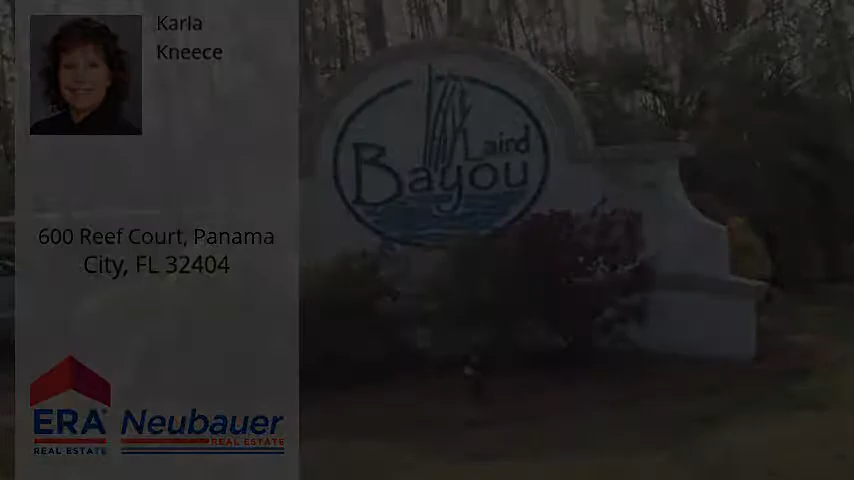 Karla
Kneece
Laird
Bayou
600 Reef Court, Panama
City, FL 32404
ERA®
REAL ESTATE
Neubauer
REAL ESTATE